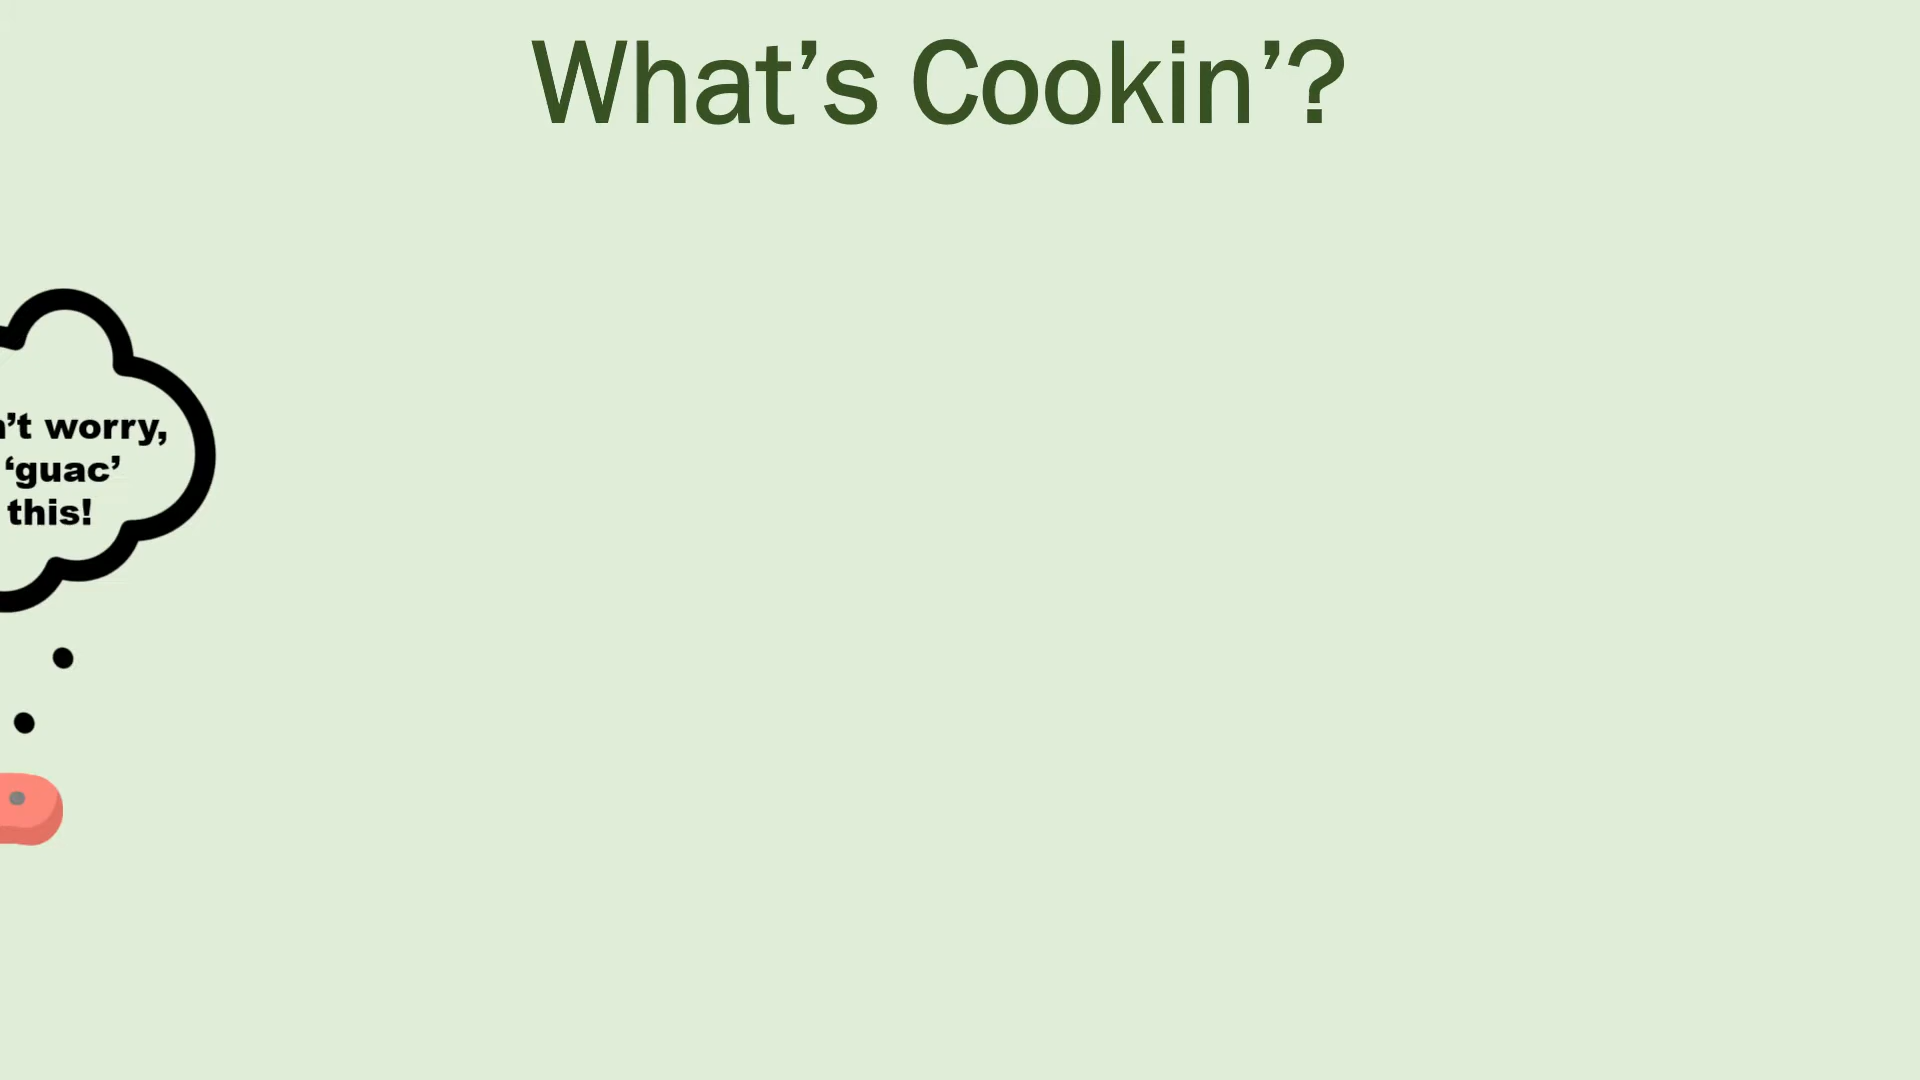 What’s Cookin’?
’t worry,
‘guac’
this!